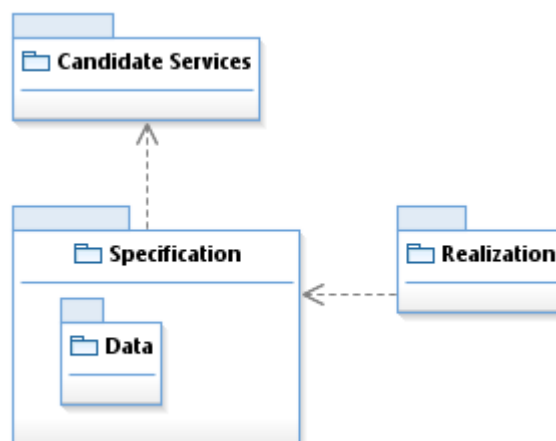 Candidate Services
Specification
Realization
Data